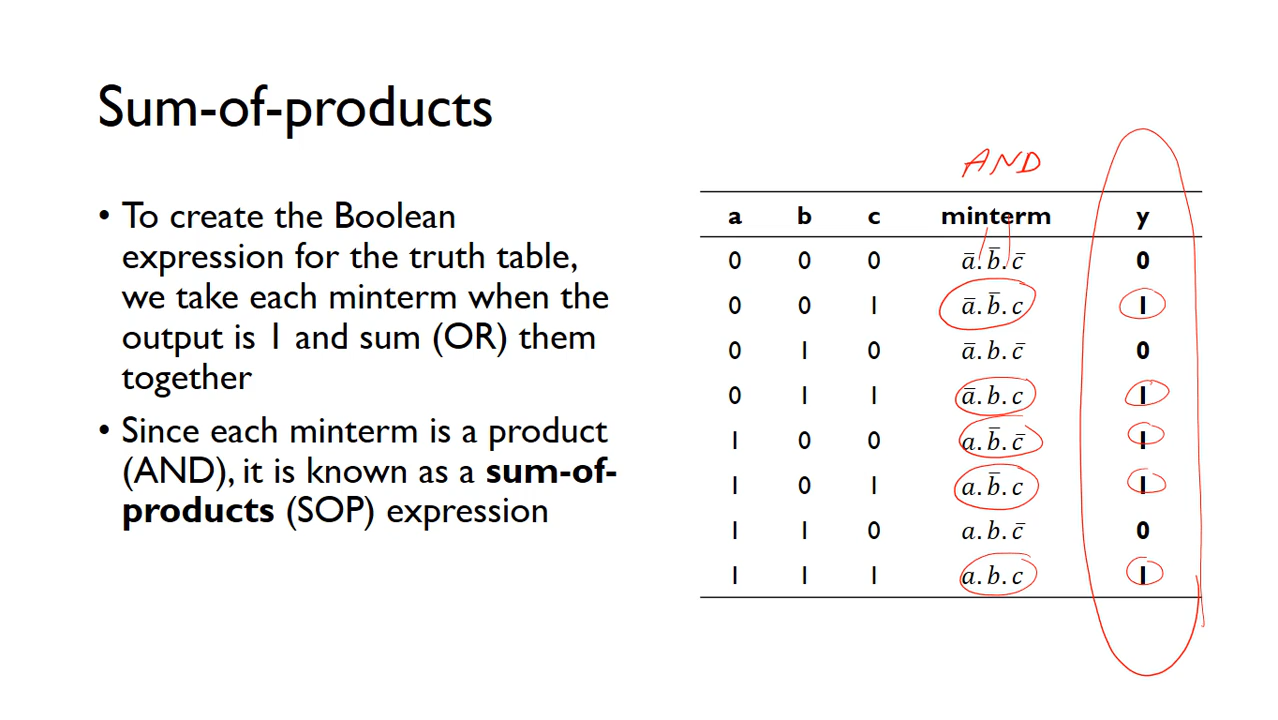 Sum-of-products
• To create the Boolean
expression for the truth table,
we take each minterm when the
output is 1 and sum (OR) them
together
• Since each minterm is a product
(AND), it is known as a sum-of-
products (SOP) expression
AND
a b c minterm y
0 0 0 a̅.b̅.c̅ 0
0 0 1 a̅.b̅.c 1
0 1 0 a̅.b.c̅ 0
0 1 1 a̅.b.c 1
1 0 0 a.b̅.c̅ 1
1 0 1 a.b̅.c 1
1 1 0 a.b.c̅ 0
1 1 1 a.b.c 1